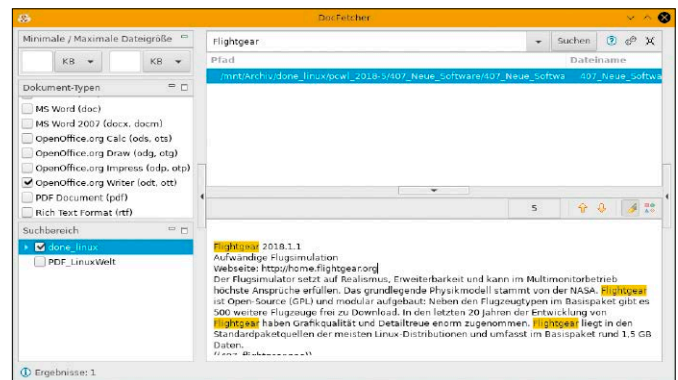 DocFetcher
Minimale / Maximale Dateigröße
KB
KB
Dokument-Typen
MS Word (doc)
MS Word 2007 (docx, docm)
OpenOffice.org Calc (ods, ots)
OpenOffice.org Draw (odg, otg)
OpenOffice.org Impress (odp, otp)
OpenOffice.org Writer (odt, ott)
PDF Document (pdf)
Rich Text Format (rtf)
Suchbereich
done_linux
PDF_LinuxWelt
Flightgear
Suchen
Pfad
Dateiname
/mnt/Archiv/done_linux/pcwl_2018-5/407_Neue_Software/407_Neue_Softwa
407_Neue_Softwa
5
Flightgear 2018.1.1
Aufwändige Flugsimulation
Webseite: http://home.flightgear.org
Der Flugsimulator setzt auf Realismus, Erweiterbarkeit und kann im Multimonitorbetrieb
höchste Ansprüche erfüllen. Das grundlegende Physikmodell stammt von der NASA. Flightgear
ist Open-Source (GPL) und modular aufgebaut: Neben den Flugzeugtypen im Basispaket gibt es
500 weitere Flugzeuge frei zu Download. In den letzten 20 Jahren der Entwicklung von
Flightgear haben Grafikqualität und Detailtreue enorm zugenommen. Flightgear liegt in den
Standardpaketquellen der meisten Linux-Distributionen und umfasst im Basispaket rund 1,5 GB
Daten.
Ergebnisse: 1